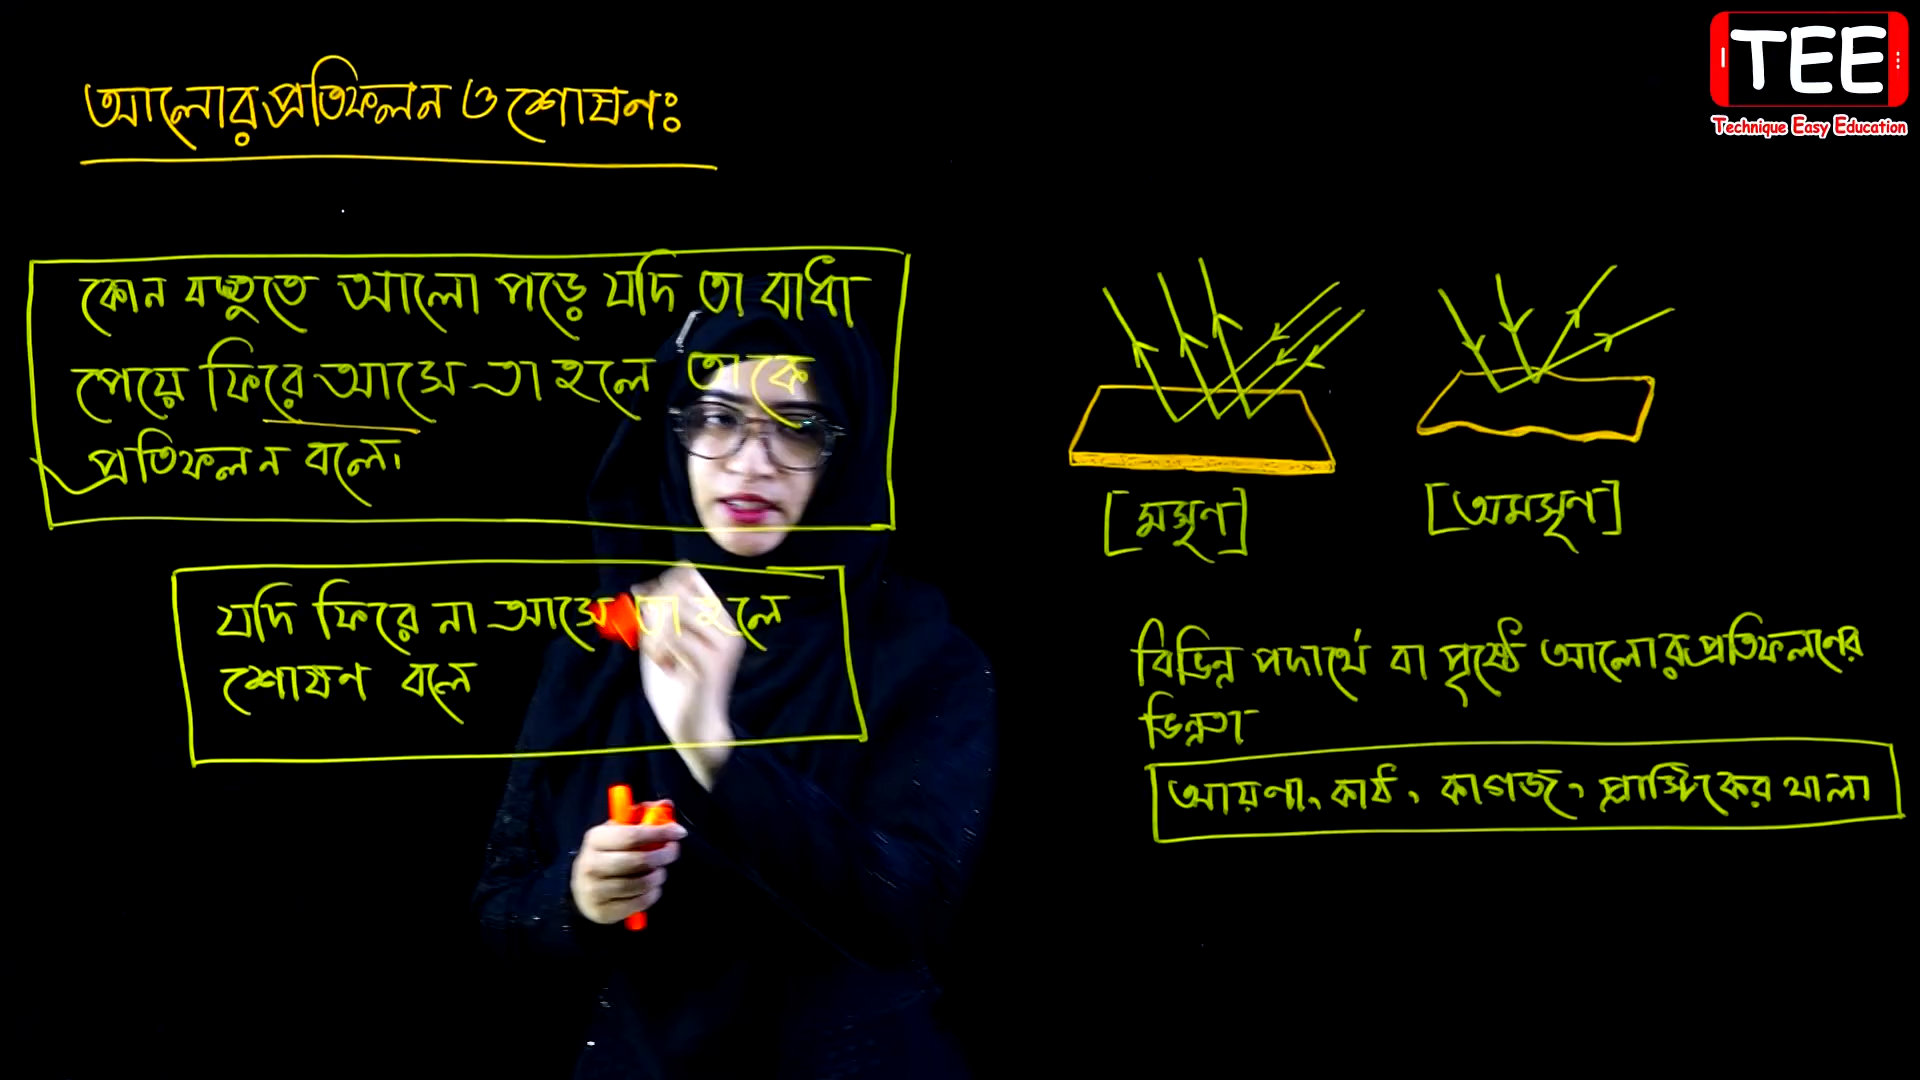 আলোর প্রতিফলন ও শোষণঃ
TEE
Technique Easy Education
কোন বস্তুতে আলো পড়ে যদি তা বাধা
পেয়ে ফিরে আসে তা হলে তাকে
প্রতিফলন বলে।
যদি ফিরে না আসে তা হলে
শোষণ বলে
[মসৃণ]
[অমসৃণ]
বিভিন্ন পদার্থে বা পৃষ্ঠে আলোর প্রতিফলনের
ভিন্নতা
আয়না, কাঠ, কাগজ, প্লাস্টিকের থালা